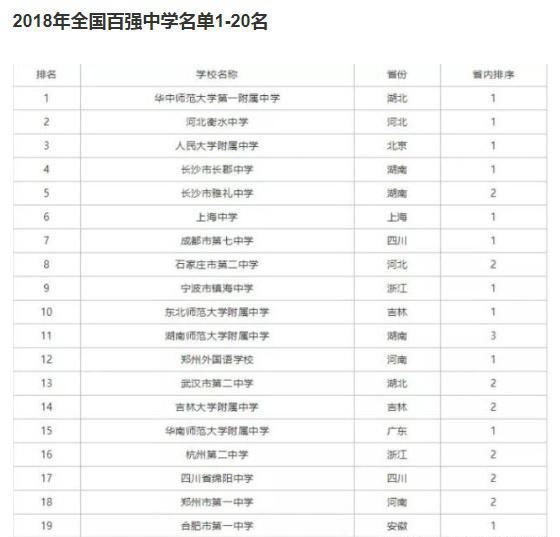 2018年全国百强中学名单1-20名
排名 学校名称 省份 省内排序
1 华中师范大学第一附属中学 湖北 1
2 河北衡水中学 河北 1
3 人民大学附属中学 北京 1
4 长沙市长郡中学 湖南 1
5 长沙市雅礼中学 湖南 2
6 上海中学 上海 1
7 成都市第七中学 四川 1
8 石家庄市第二中学 河北 2
9 宁波市镇海中学 浙江 1
10 东北师范大学附属中学 吉林 1
11 湖南师范大学附属中学 湖南 3
12 郑州外国语学校 河南 1
13 武汉市第二中学 湖北 2
14 吉林大学附属中学 吉林 2
15 华南师范大学附属中学 广东 1
16 杭州第二中学 浙江 2
17 四川省绵阳中学 四川 2
18 郑州市第一中学 河南 2
19 合肥市第一中学 安徽 1